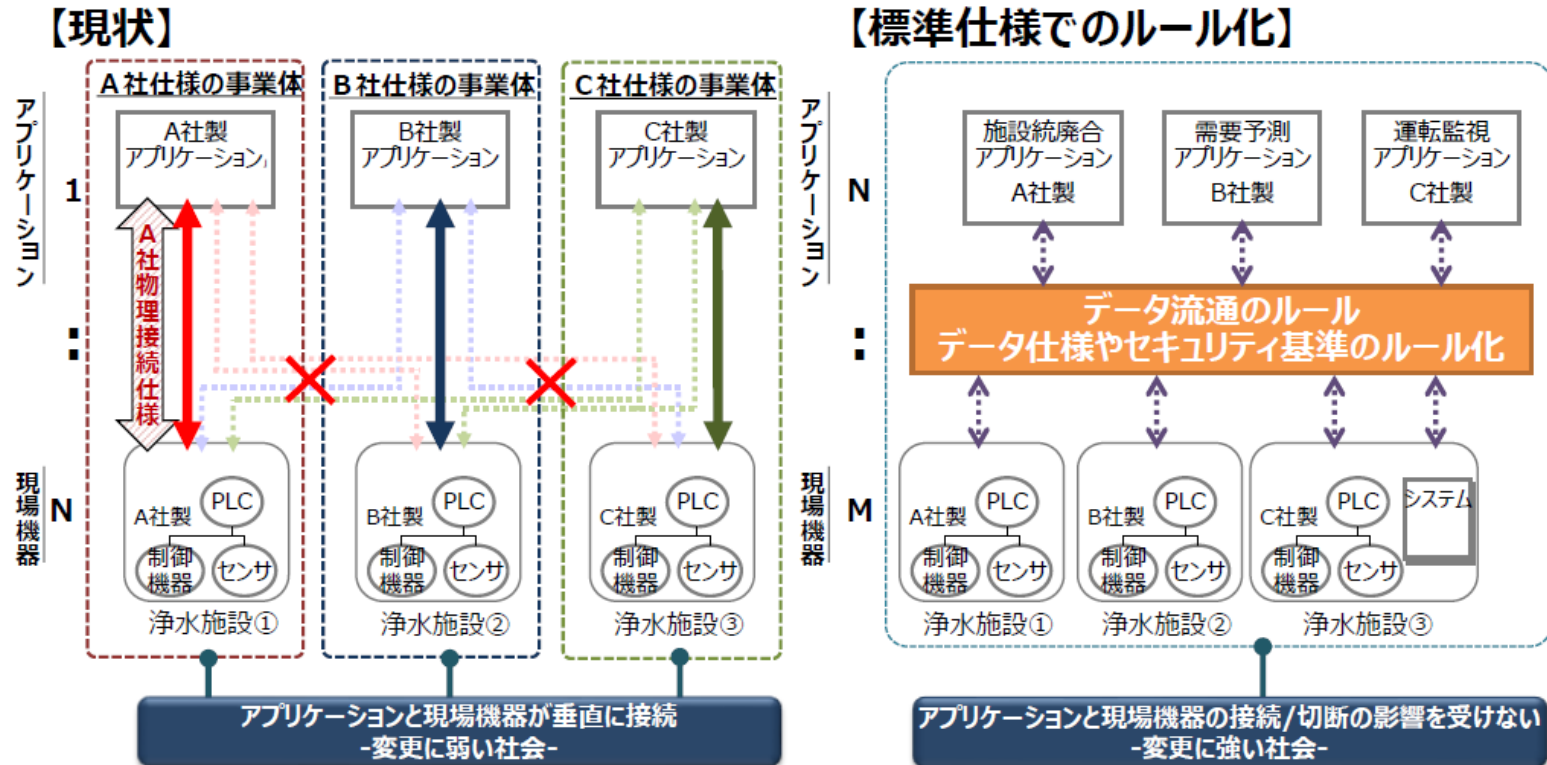 【現状】
A社仕様の事業体
B社仕様の事業体
C社仕様の事業体
アプリケーション
1
:
N
現場機器
A社製
アプリケーション
B社製
アプリケーション
C社製
アプリケーション
A社物理接続仕様
A社製
PLC
制御
機器
センサ
浄水施設①
B社製
PLC
制御
機器
センサ
浄水施設②
C社製
PLC
制御
機器
センサ
浄水施設③
アプリケーションと現場機器が垂直に接続
-変更に弱い社会-
【標準仕様でのルール化】
アプリケーション
N
:
M
現場機器
施設統廃合
アプリケーション
A社製
需要予測
アプリケーション
B社製
運転監視
アプリケーション
C社製
データ流通のルール
データ仕様やセキュリティ基準のルール化
A社製
PLC
制御
機器
センサ
浄水施設①
B社製
PLC
制御
機器
センサ
浄水施設②
C社製
PLC
制御
機器
センサ
システム
浄水施設③
アプリケーションと現場機器の接続/切断の影響を受けない
-変更に強い社会-